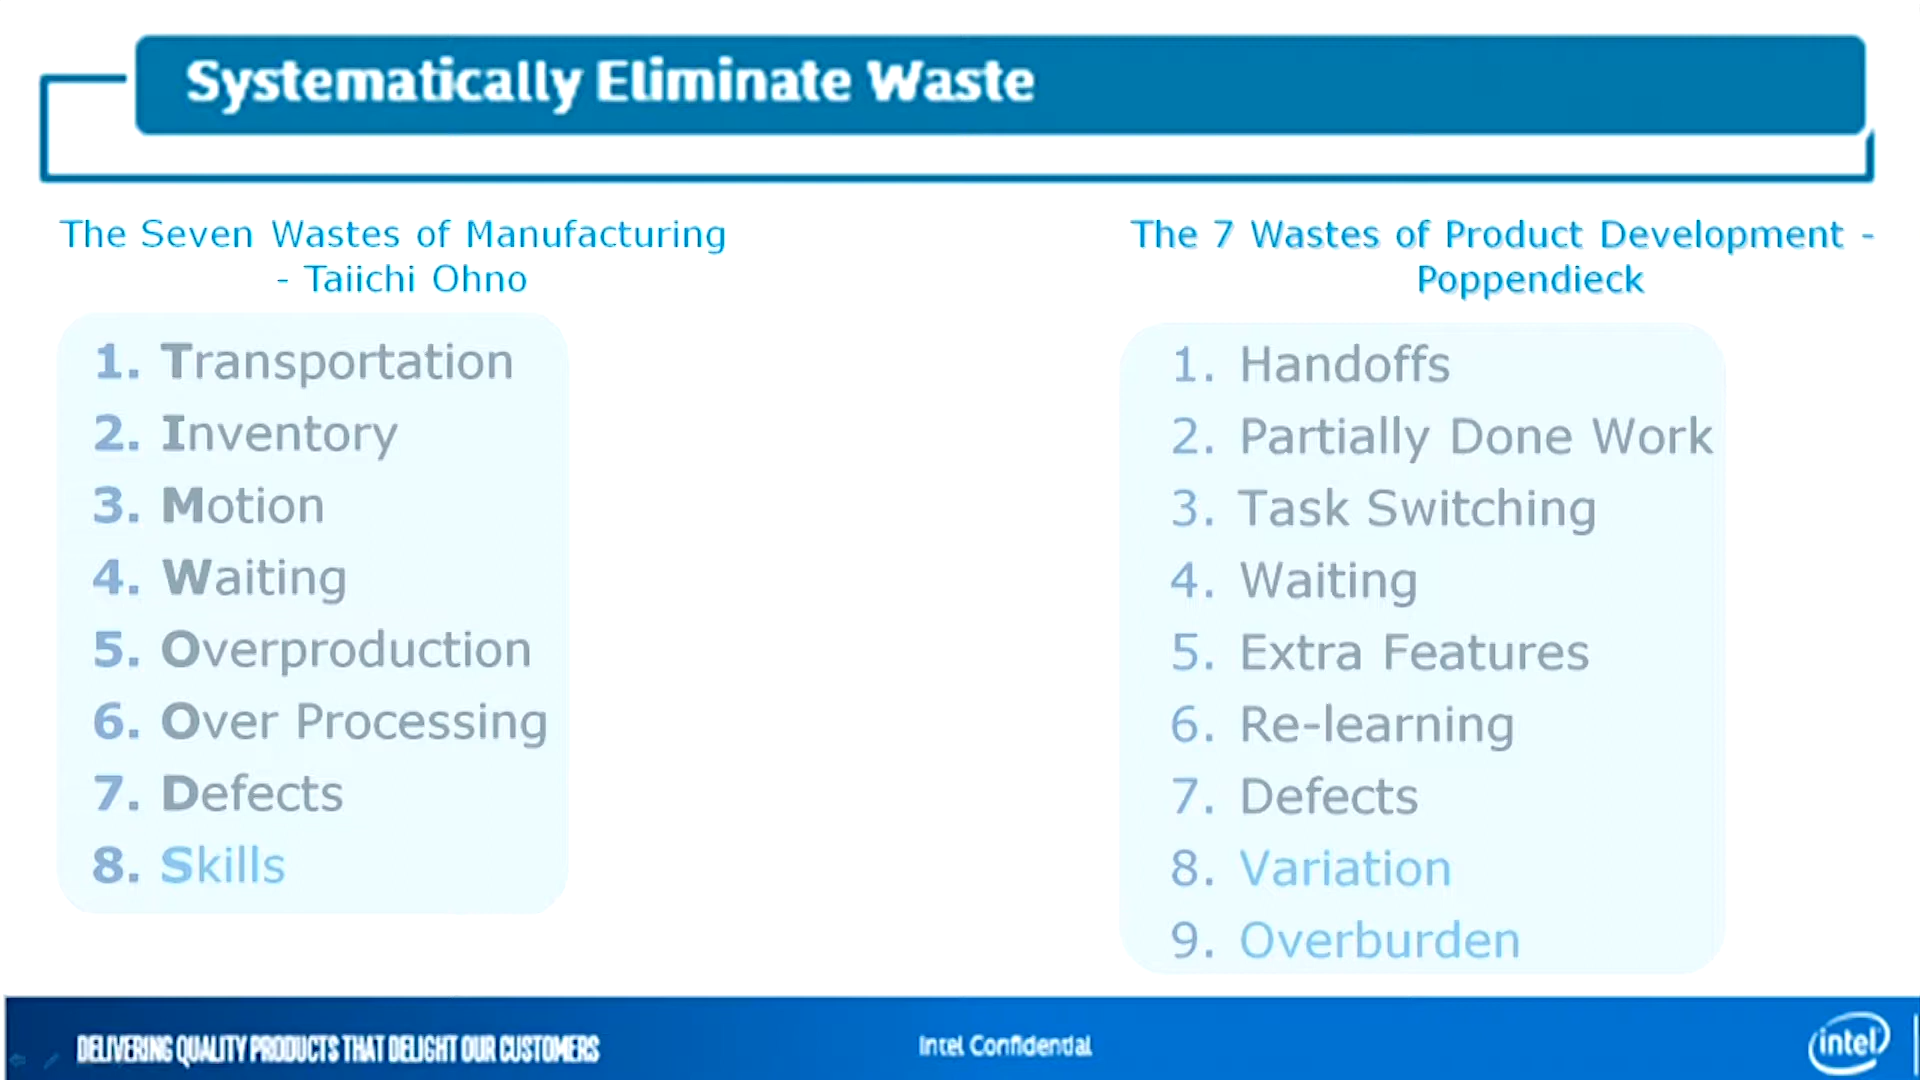 Systematically Eliminate Waste
The Seven Wastes of Manufacturing
- Taiichi Ohno
1. Transportation
2. Inventory
3. Motion
4. Waiting
5. Overproduction
6. Over Processing
7. Defects
8. Skills
The 7 Wastes of Product Development -
Poppendieck
1. Handoffs
2. Partially Done Work
3. Task Switching
4. Waiting
5. Extra Features
6. Re-learning
7. Defects
8. Variation
9. Overburden
DELIVERING QUALITY PRODUCTS THAT DELIGHT OUR CUSTOMERS
Intel Confidential
intel